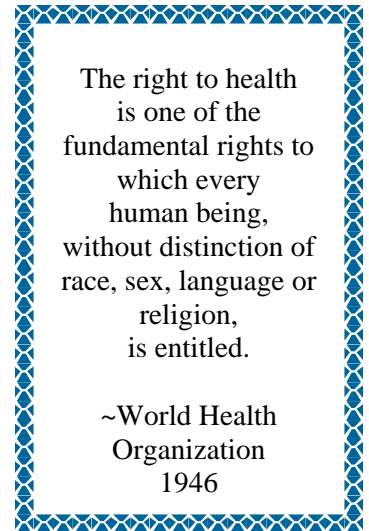 The right to health
is one of the
fundamental rights to
which every
human being,
without distinction of
race, sex, language or
religion,
is entitled.
~World Health
Organization
1946